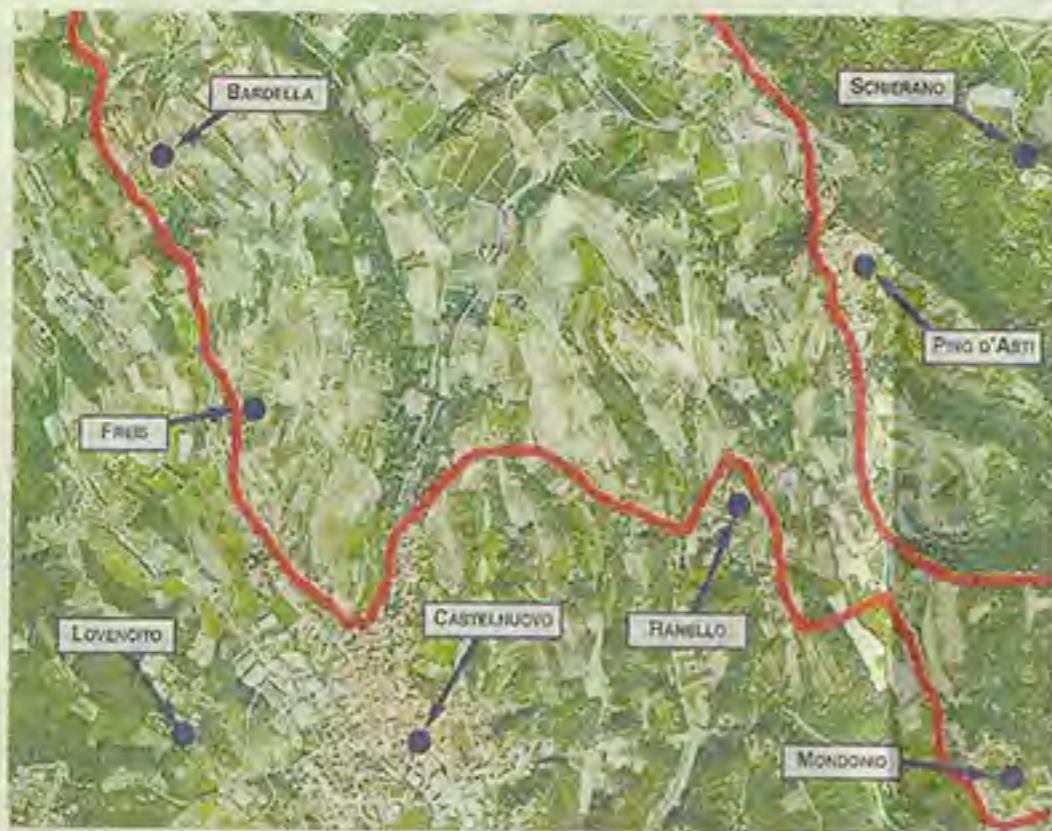 BARDELLA
SCHIERANO
PINO D'ASTI
FREIS
LOVENCITO
CASTELNUOVO
RANELLO
MONDONIO